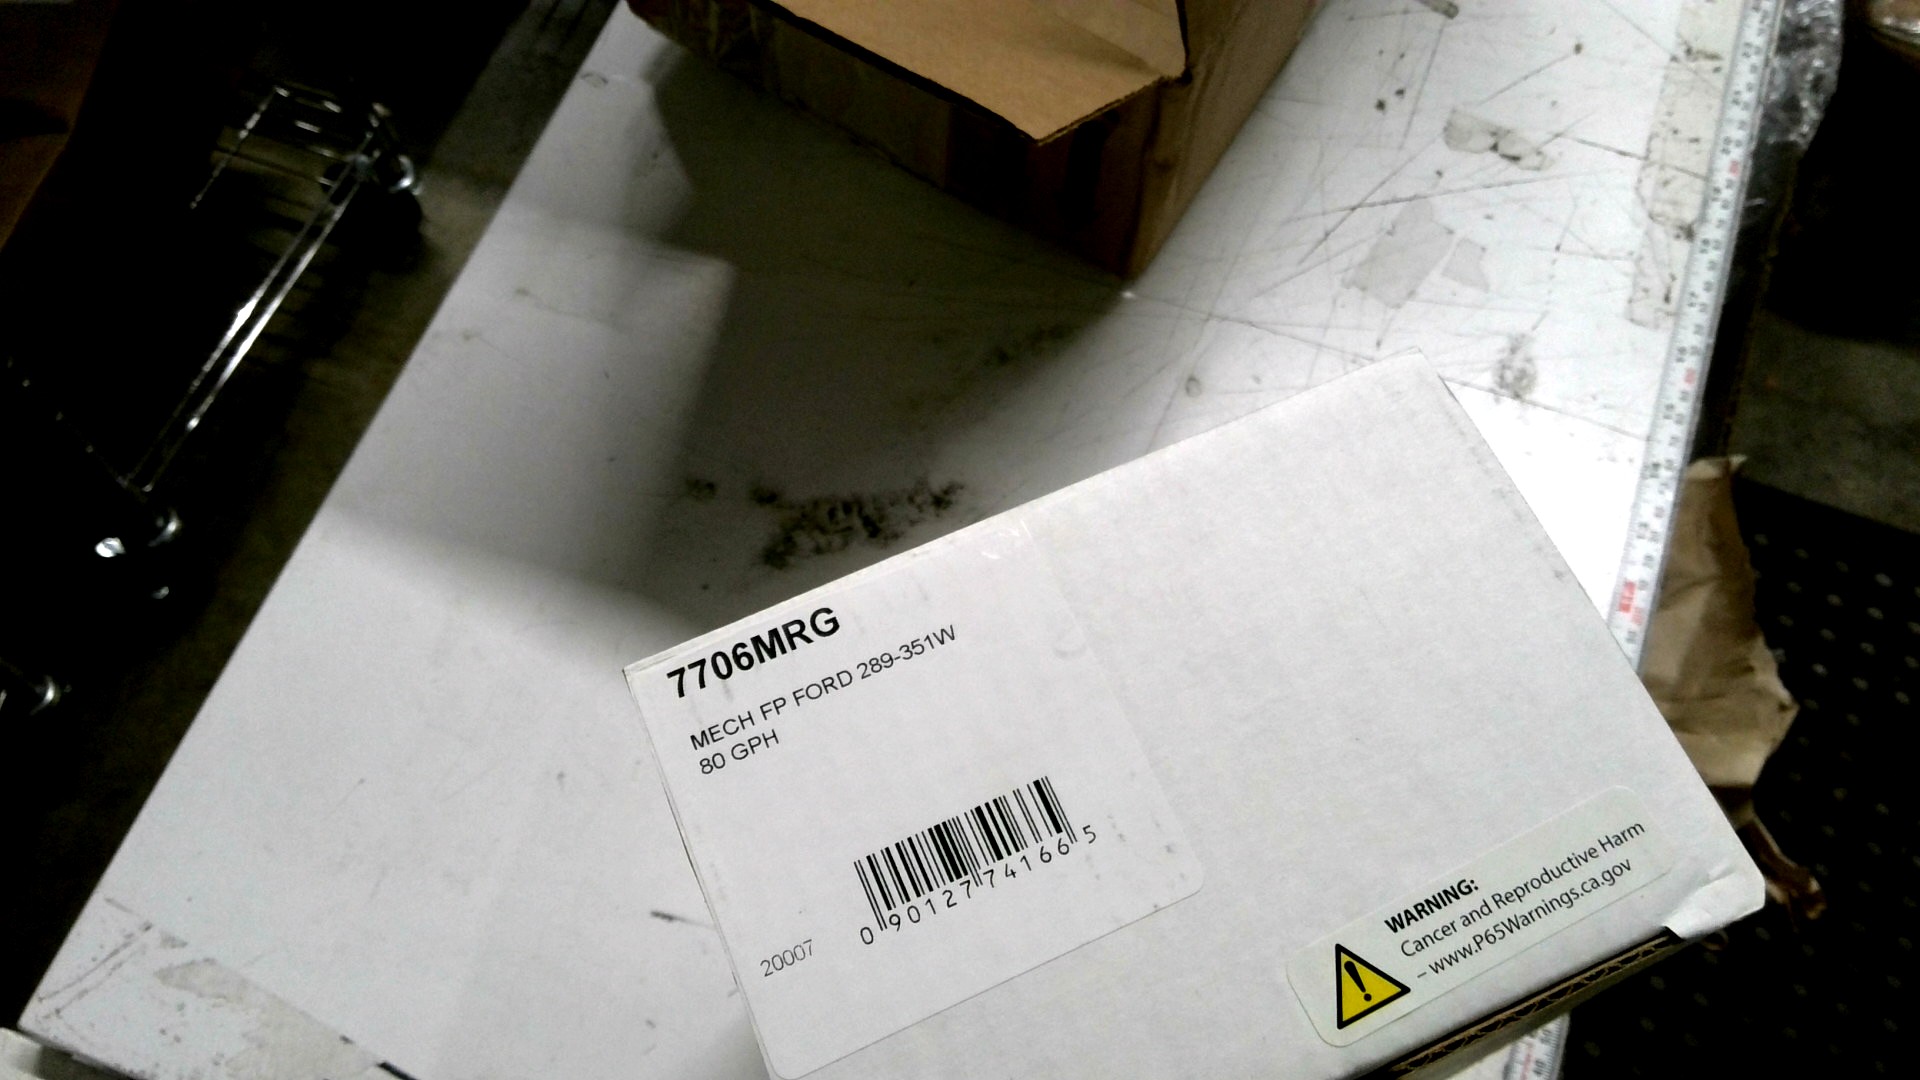 7706MRG
MECH FP FORD 289-351W
80 GPH
0 90127 74166 5
20007
WARNING:
Cancer and Reproductive Harm
– www.P65Warnings.ca.gov